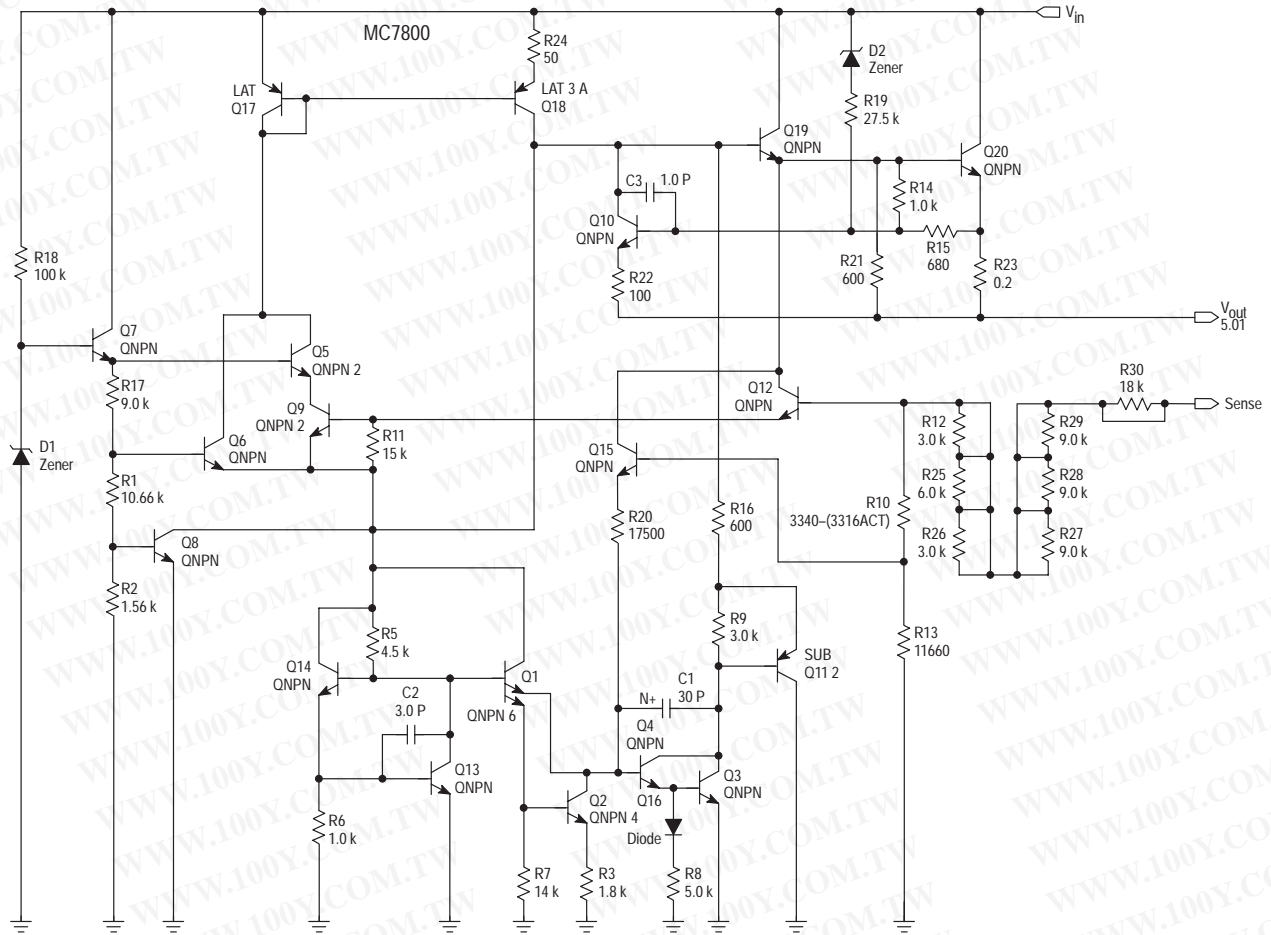 MC7800
Vin
R24
50
D2
Zener
LAT
Q17
LAT 3 A
Q18
R19
27.5 k
Q19
QNPN
Q20
QNPN
C3
1.0 P
R14
1.0 k
Q10
QNPN
R18
100 k
R15
680
R21
600
R23
0.2
R22
100
Vout
5.01
Q7
QNPN
Q5
QNPN 2
R17
9.0 k
Q12
QNPN
R30
18 k
Sense
Q9
QNPN 2
R11
15 k
R12
3.0 k
R29
9.0 k
D1
Zener
Q6
QNPN
Q15
QNPN
R1
10.66 k
R25
6.0 k
R28
9.0 k
R10
3340–(3316ACT)
R20
17500
R16
600
R26
3.0 k
R27
9.0 k
Q8
QNPN
R2
1.56 k
R9
3.0 k
R13
11660
R5
4.5 k
SUB
Q11 2
Q14
QNPN
Q1
QNPN 6
C2
3.0 P
N+
C1
30 P
Q4
QNPN
Q13
QNPN
Q3
QNPN
Q16
Q2
QNPN 4
Diode
R6
1.0 k
R7
14 k
R3
1.8 k
R8
5.0 k
WWW.100Y.COM.TW